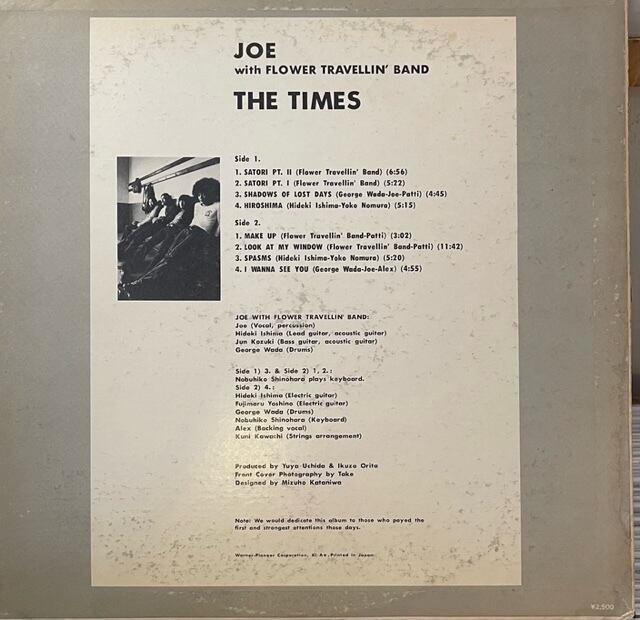 JOE
with FLOWER TRAVELLIN' BAND
THE TIMES
Side 1.
1. SATORI PT. II (Flower Travellin' Band) (6:56)
2. SATORI PT. I (Flower Travellin' Band) (5:22)
3. SHADOWS OF LOST DAYS (George Wada-Joe-Patti) (4:45)
4. HIROSHIMA (Hideki Ishima-Yoko Nomura) (5:15)
Side 2.
1. MAKE UP (Flower Travellin' Band-Patti) (3:02)
2. LOOK AT MY WINDOW (Flower Travellin' Band-Patti) (11:42)
3. SPASMS (Hideki Ishima-Yoko Nomura) (5:20)
4. I WANNA SEE YOU (George Wada-Joe-Alex) (4:55)
JOE WITH FLOWER TRAVELLIN' BAND:
Joe (Vocal, percussion)
Hideki Ishima (Lead guitar, acoustic guitar)
Jun Kozuki (Bass guitar, acoustic guitar)
George Wada (Drums)
Side 1) 3. & Side 2) 1, 2.:
Nobuhiko Shinohara plays keyboard.
Side 2) 4.:
Hideki Ishima (Electric guitar)
Fujimaru Yoshino (Electric guitar)
George Wada (Drums)
Nobuhiko Shinohara (Keyboard)
Alex (Backing vocal)
Kuni Kawachi (Strings arrangement)
Produced by Yuya Uchida & Ikuzo Orita
Front Cover Photography by Take
Designed by Mizuho Kataniwa
Note: We would dedicate this album to those who payed the
first and strongest attentions those days.
Warner-Pioneer Corporation, Printed in Japan
¥2,500